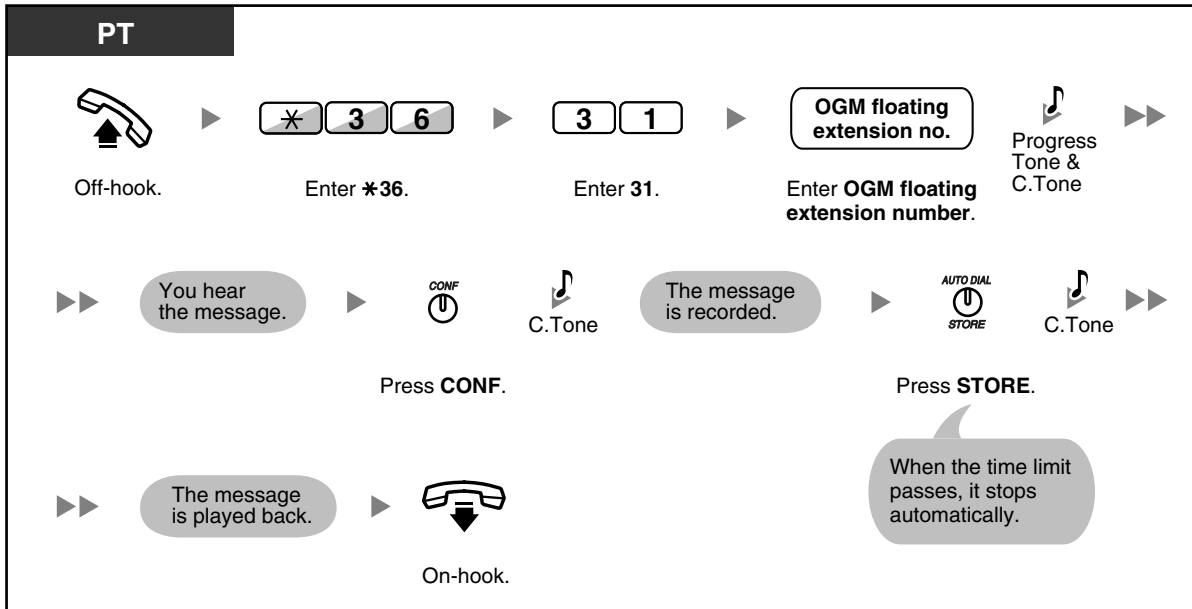 PT
✳ 3 6
3 1
OGM floating
extension no.
Progress
Tone &
C.Tone
Off-hook.
Enter ✳36.
Enter 31.
Enter OGM floating
extension number.
You hear
the message.
CONF
C.Tone
The message
is recorded.
AUTO DIAL
STORE
C.Tone
Press CONF.
Press STORE.
When the time limit
passes, it stops
automatically.
The message
is played back.
On-hook.